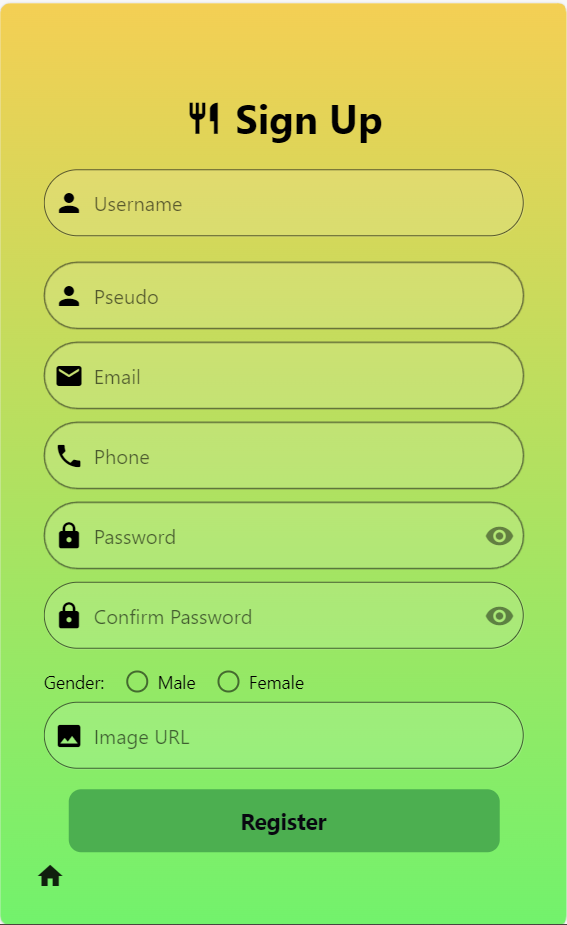 Sign Up
Username
Pseudo
Email
Phone
Password
Confirm Password
Gender: Male Female
Image URL
Register